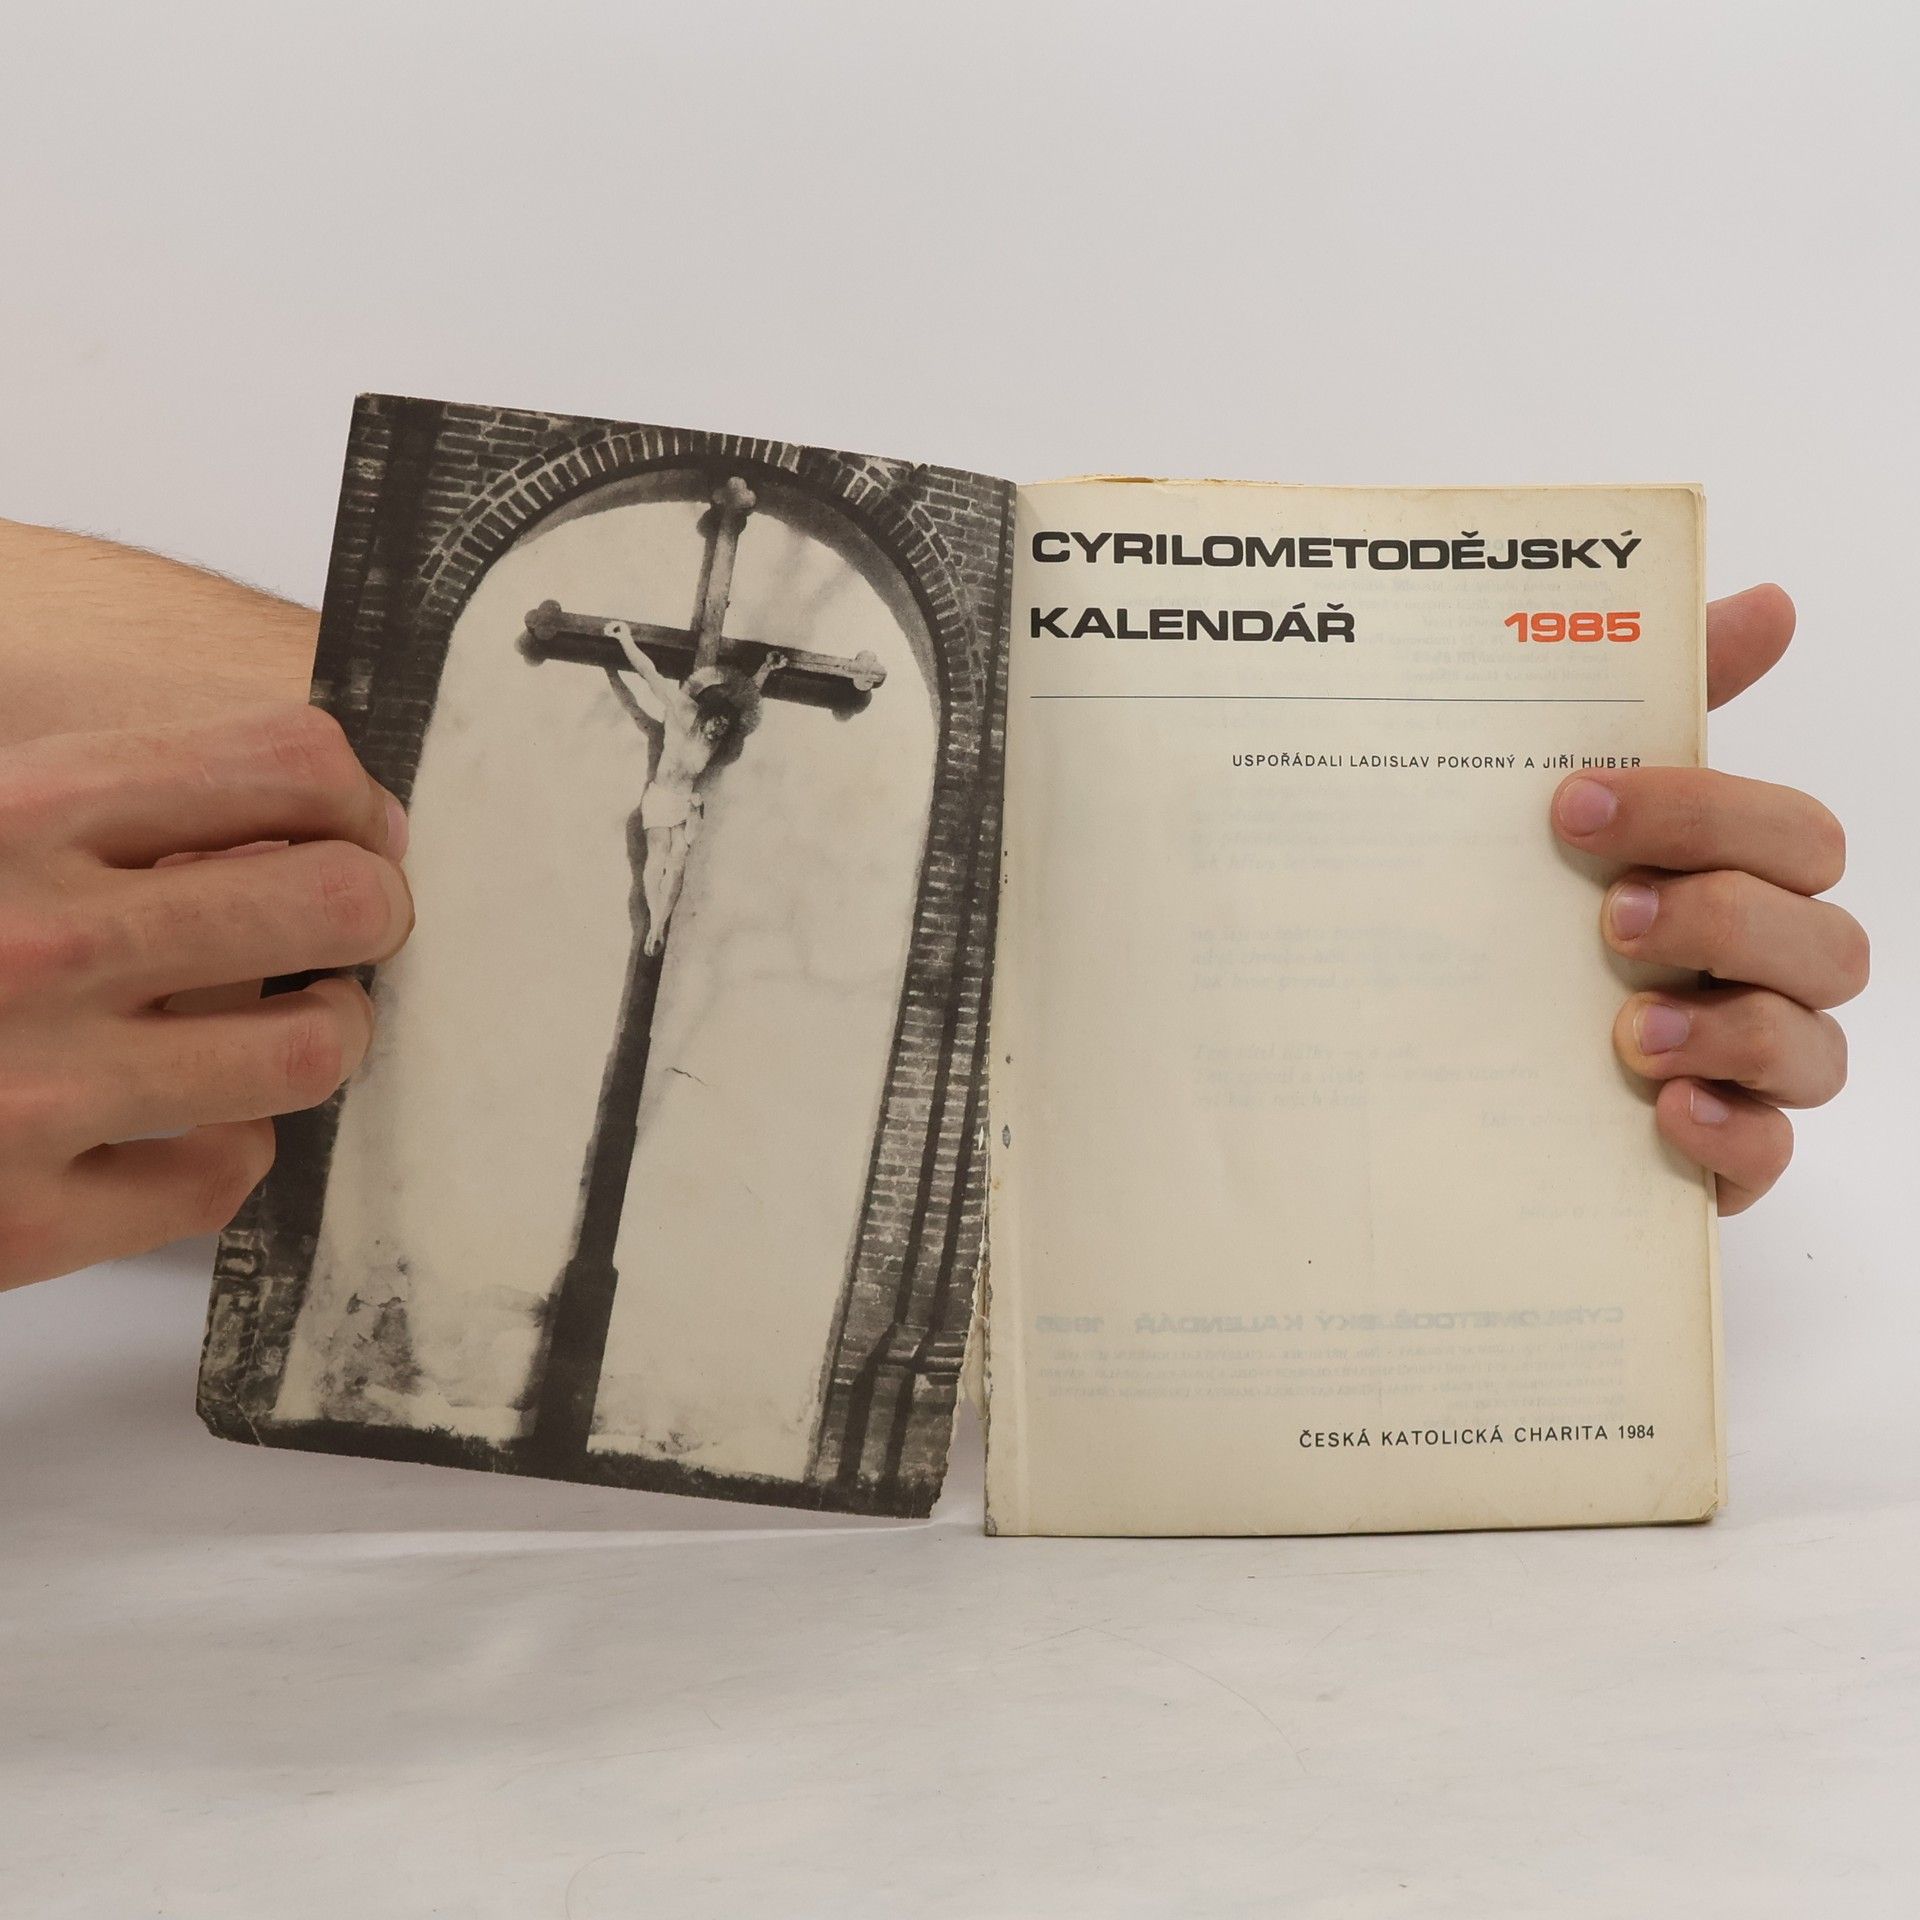 CYRILOMETODĚJSKÝ
KALENDÁŘ 1985
USPOŘÁDALI LADISLAV POKORNÝ A JIŘÍ HUBER
ČESKÁ KATOLICKÁ CHARITA 1984